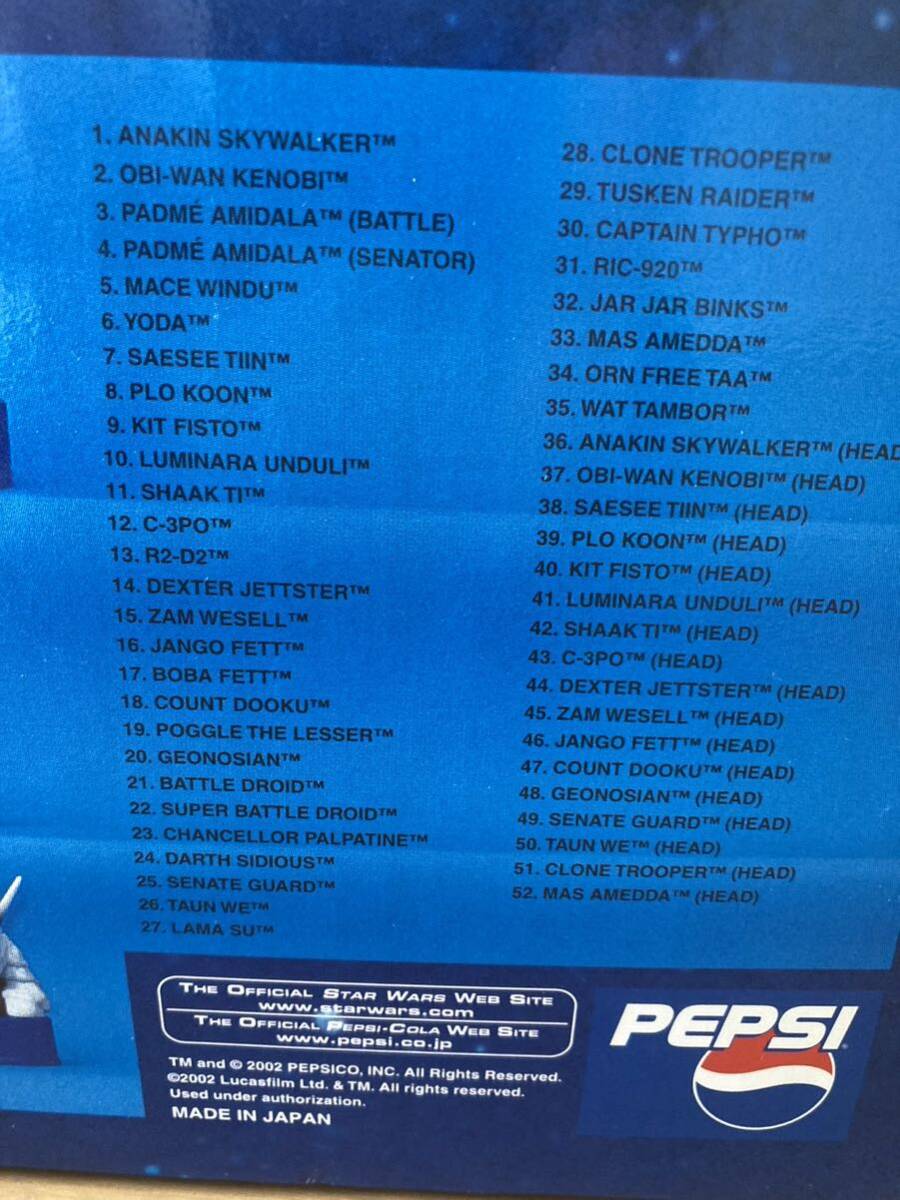 1. ANAKIN SKYWALKER™
2. OBI-WAN KENOBI™
3. PADMÉ AMIDALA™ (BATTLE)
4. PADMÉ AMIDALA™ (SENATOR)
5. MACE WINDU™
6. YODA™
7. SAESEE TIIN™
8. PLO KOON™
9. KIT FISTO™
10. LUMINARA UNDULI™
11. SHAAK TI™
12. C-3PO™
13. R2-D2™
14. DEXTER JETTSTER™
15. ZAM WESELL™
16. JANGO FETT™
17. BOBA FETT™
18. COUNT DOOKU™
19. POGGLE THE LESSER™
20. GEONOSIAN™
21. BATTLE DROID™
22. SUPER BATTLE DROID™
23. CHANCELLOR PALPATINE™
24. DARTH SIDIOUS™
25. SENATE GUARD™
26. TAUN WE™
27. LAMA SU™
28. CLONE TROOPER™
29. TUSKEN RAIDER™
30. CAPTAIN TYPHO™
31. RIC-920™
32. JAR JAR BINKS™
33. MAS AMEDDA™
34. ORN FREE TAA™
35. WAT TAMBOR™
36. ANAKIN SKYWALKER™ (HEAD
37. OBI-WAN KENOBI™ (HEAD)
38. SAESEE TIIN™ (HEAD)
39. PLO KOON™ (HEAD)
40. KIT FISTO™ (HEAD)
41. LUMINARA UNDULI™ (HEAD)
42. SHAAK TI™ (HEAD)
43. C-3PO™ (HEAD)
44. DEXTER JETTSTER™ (HEAD)
45. ZAM WESELL™ (HEAD)
46. JANGO FETT™ (HEAD)
47. COUNT DOOKU™ (HEAD)
48. GEONOSIAN™ (HEAD)
49. SENATE GUARD™ (HEAD)
50. TAUN WE™ (HEAD)
51. CLONE TROOPER™ (HEAD)
52. MAS AMEDDA™ (HEAD)
THE OFFICIAL STAR WARS WEB SITE
www.starwars.com
THE OFFICIAL PEPSI-COLA WEB SITE
www.pepsi.co.jp
TM and © 2002 PEPSICO, INC. All Rights Reserved.
©2002 Lucasfilm Ltd. & TM. All rights reserved.
Used under authorization.
MADE IN JAPAN
PEPSI